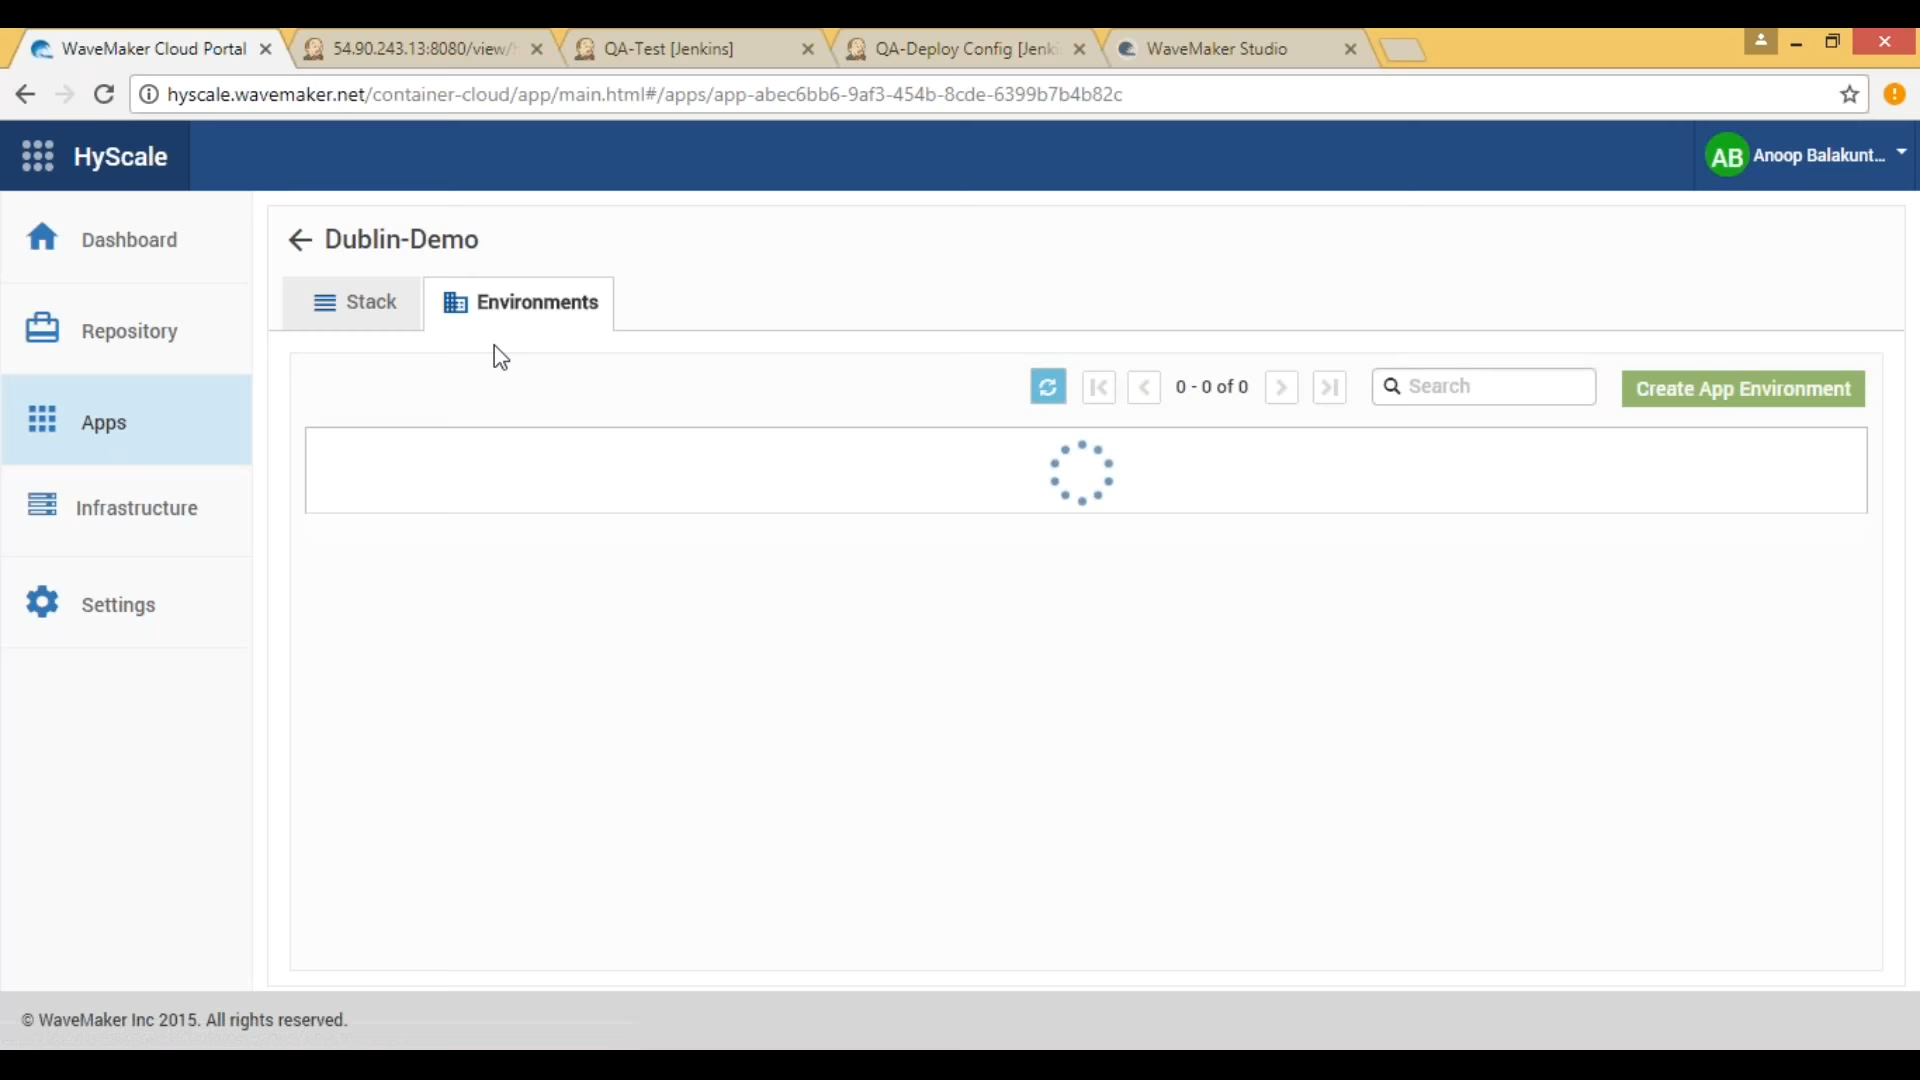 WaveMaker Cloud Portal
54.90.243.13:8080/view/
QA-Test [Jenkins]
QA-Deploy Config [Jenki
WaveMaker Studio
hyscale.wavemaker.net/container-cloud/app/main.html#/apps/app-abec6bb6-9af3-454b-8cde-6399b7b4b82c
HyScale
AB
Anoop Balakunt...
Dashboard
Repository
Apps
Infrastructure
Settings
Dublin-Demo
Stack
Environments
0 - 0 of 0
Search
Create App Environment
© WaveMaker Inc 2015. All rights reserved.